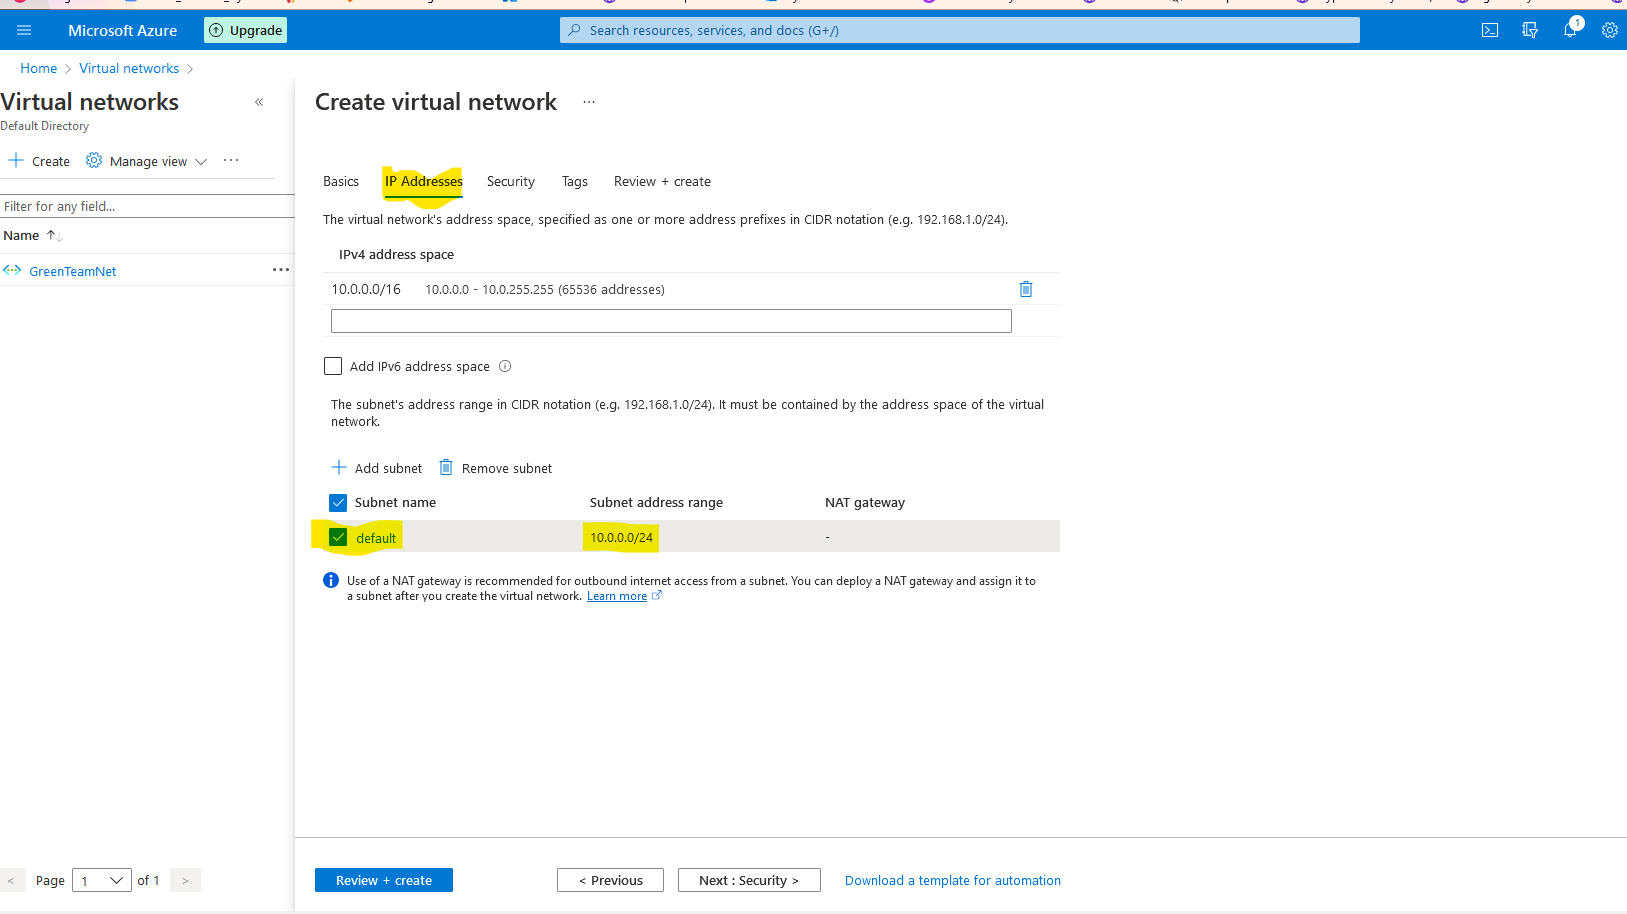 Microsoft Azure
Upgrade
Search resources, services, and docs (G+/)
1
Home > Virtual networks >
Virtual networks
«
Default Directory
+ Create
Manage view
...
Filter for any field...
Name ↑↓
GreenTeamNet
...
< Page 1 of 1 >
Create virtual network ...
Basics
IP Addresses
Security
Tags
Review + create
The virtual network's address space, specified as one or more address prefixes in CIDR notation (e.g. 192.168.1.0/24).
IPv4 address space
10.0.0.0/16 10.0.0.0 - 10.0.255.255 (65536 addresses)
Add IPv6 address space
The subnet's address range in CIDR notation (e.g. 192.168.1.0/24). It must be contained by the address space of the virtual
network.
+ Add subnet Remove subnet
Subnet name Subnet address range NAT gateway
default 10.0.0.0/24 -
Use of a NAT gateway is recommended for outbound internet access from a subnet. You can deploy a NAT gateway and assign it to
a subnet after you create the virtual network. Learn more
Review + create
< Previous
Next : Security >
Download a template for automation